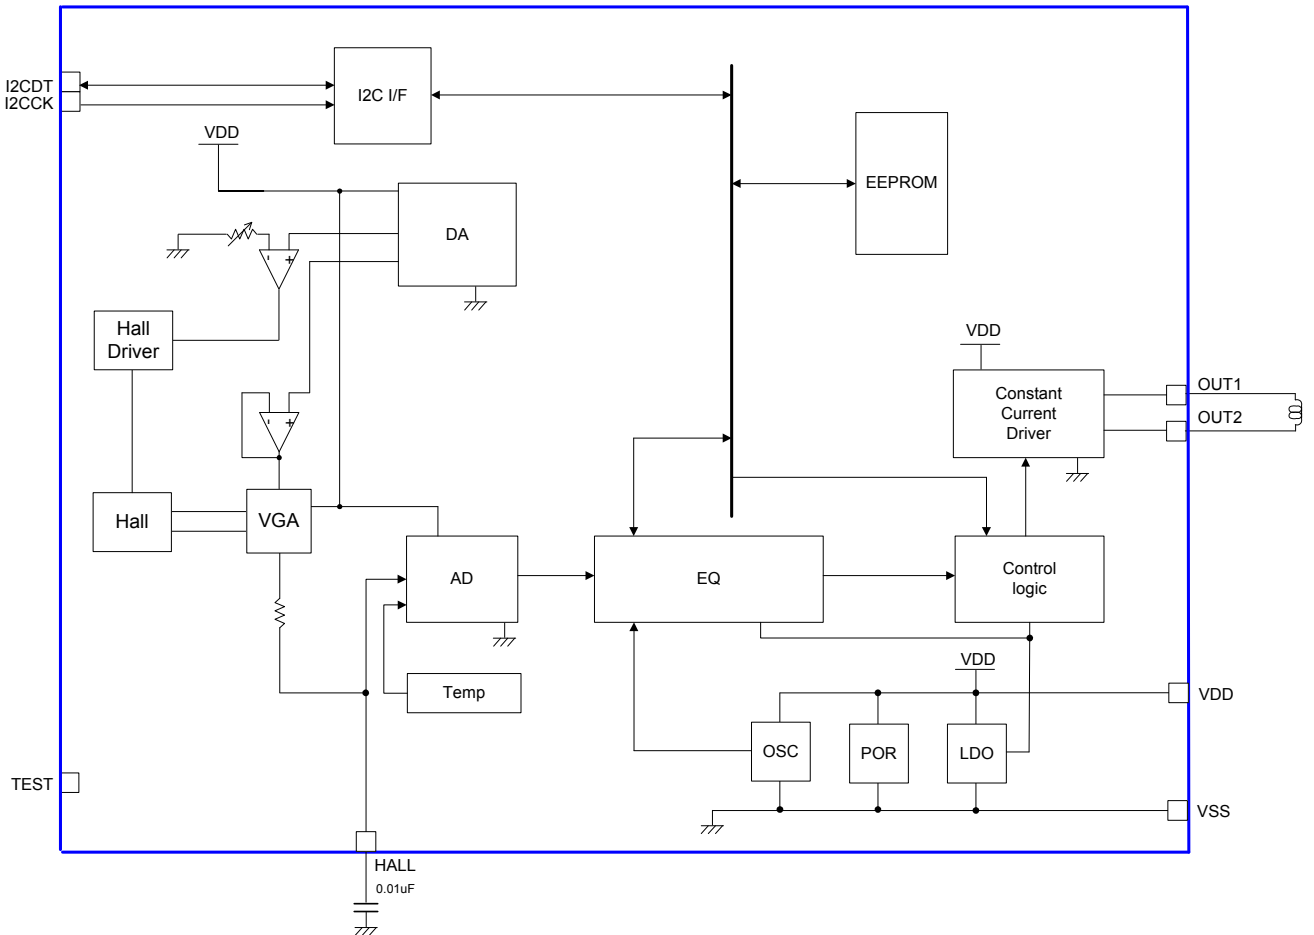 I2CDT
I2CCK
I2C I/F
VDD
EEPROM
DA
-
+
Hall
Driver
VDD
Constant
Current
Driver
OUT1
OUT2
-
+
Hall
VGA
AD
EQ
Control
logic
Temp
VDD
VDD
OSC
POR
LDO
TEST
VSS
HALL
0.01uF